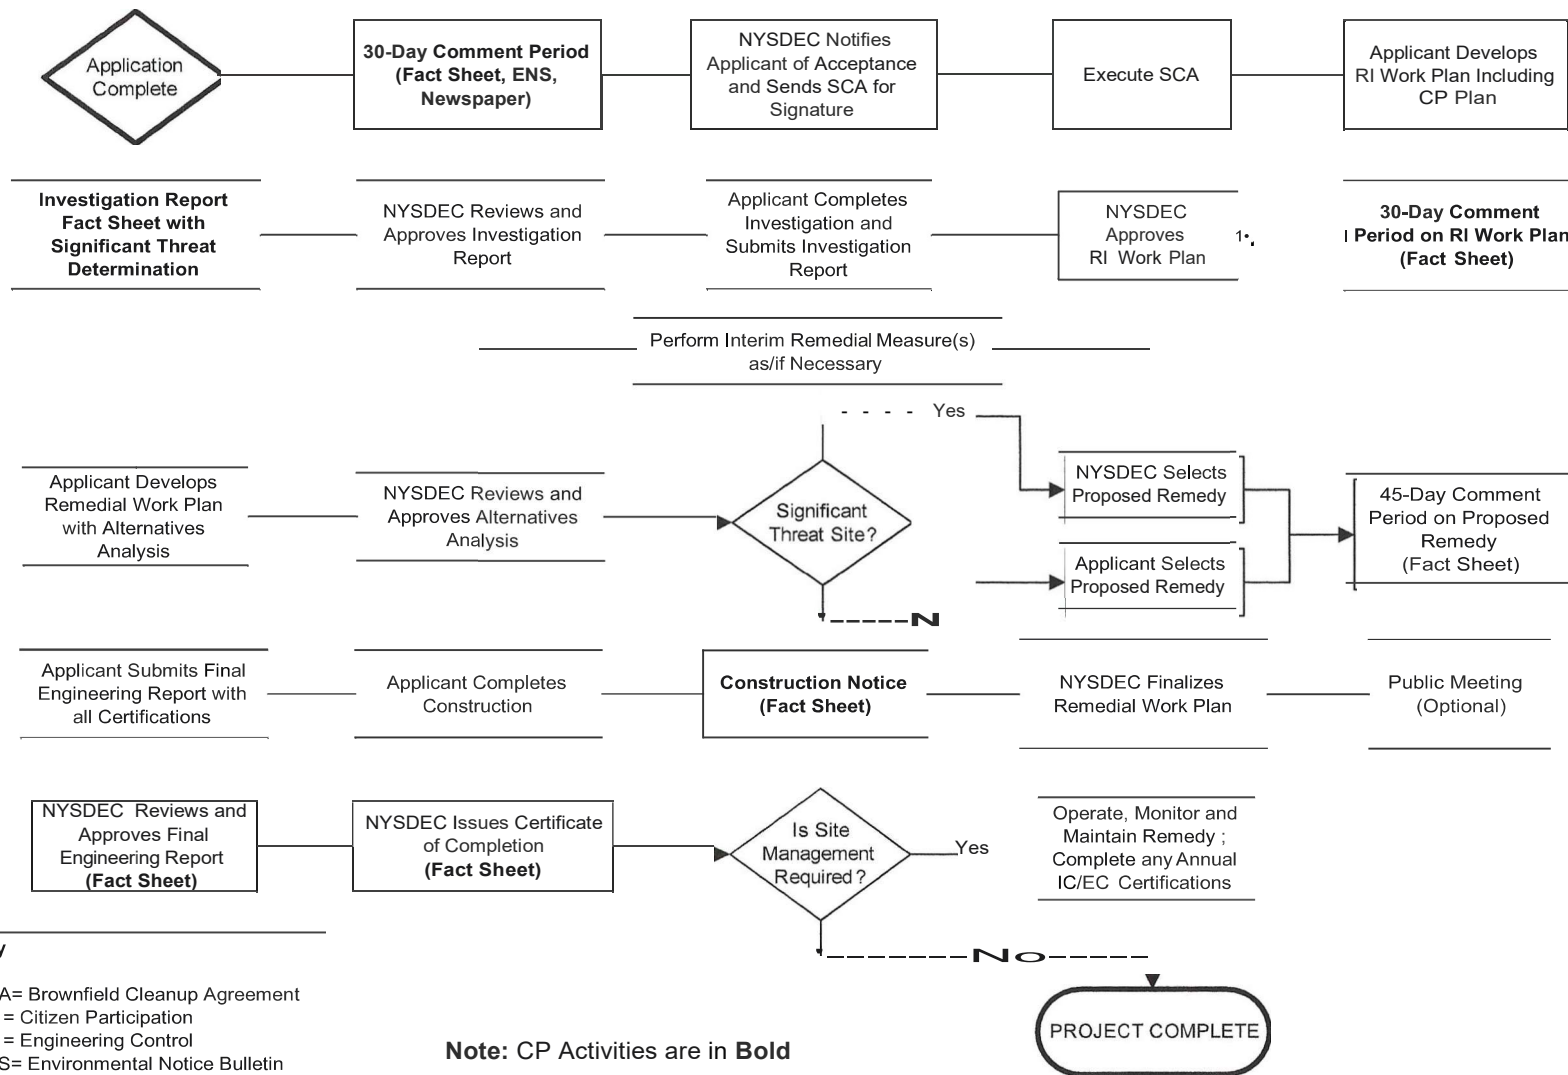 Application
Complete
30-Day Comment Period
(Fact Sheet, ENS,
Newspaper)
NYSDEC Notifies
Applicant of Acceptance
and Sends SCA for
Signature
Execute SCA
Applicant Develops
RI Work Plan Including
CP Plan
Investigation Report
Fact Sheet with
Significant Threat
Determination
NYSDEC Reviews and
Approves Investigation
Report
Applicant Completes
Investigation and
Submits Investigation
Report
NYSDEC
Approves
RI Work Plan
30-Day Comment
Period on RI Work Plan
(Fact Sheet)
Perform Interim Remedial Measure(s)
as/if Necessary
Applicant Develops
Remedial Work Plan
with Alternatives
Analysis
NYSDEC Reviews and
Approves Alternatives
Analysis
Significant
Threat Site?
Yes
N
NYSDEC Selects
Proposed Remedy
Applicant Selects
Proposed Remedy
45-Day Comment
Period on Proposed
Remedy
(Fact Sheet)
Applicant Submits Final
Engineering Report with
all Certifications
Applicant Completes
Construction
Construction Notice
(Fact Sheet)
NYSDEC Finalizes
Remedial Work Plan
Public Meeting
(Optional)
NYSDEC Reviews and
Approves Final
Engineering Report
(Fact Sheet)
NYSDEC Issues Certificate
of Completion
(Fact Sheet)
Is Site
Management
Required?
Yes
No
Operate, Monitor and
Maintain Remedy ;
Complete any Annual
IC/EC Certifications
PROJECT COMPLETE
y
A= Brownfield Cleanup Agreement
= Citizen Participation
= Engineering Control
S= Environmental Notice Bulletin
Note: CP Activities are in Bold